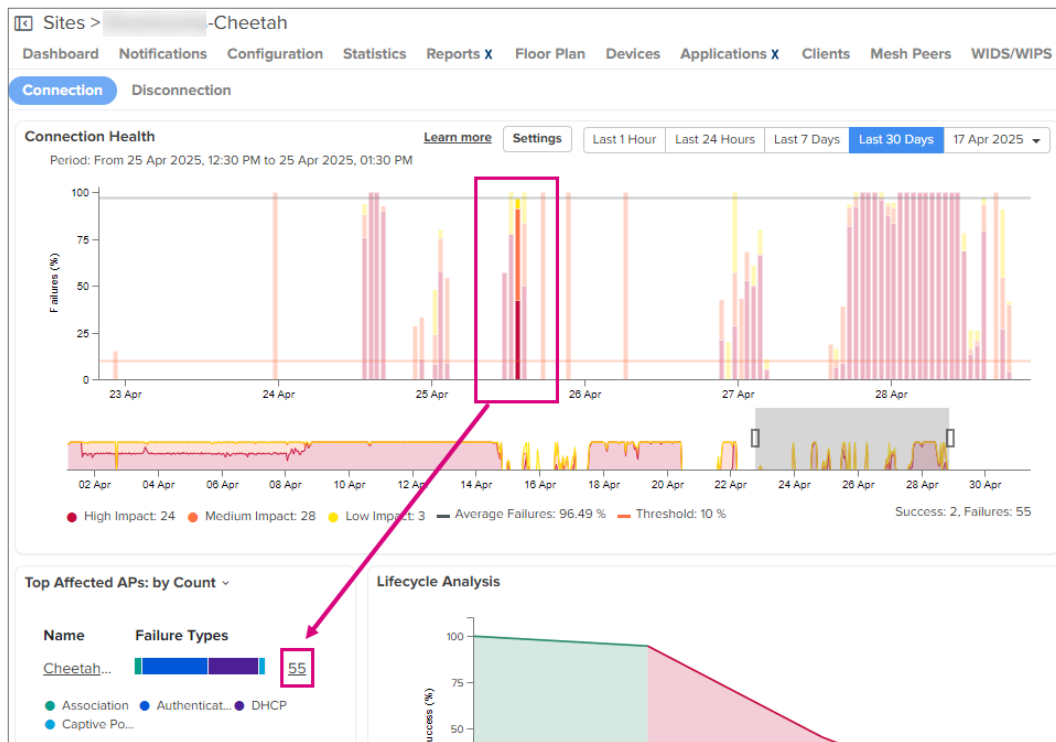 Sites > -Cheetah
Dashboard Notifications Configuration Statistics Reports X Floor Plan Devices Applications X Clients Mesh Peers WIDS/WIPS
Connection Disconnection
Connection Health Learn more Settings Last 1 Hour Last 24 Hours Last 7 Days Last 30 Days 17 Apr 2025
Period: From 25 Apr 2025, 12:30 PM to 25 Apr 2025, 01:30 PM
Failures (%)
100
75
50
25
0
23 Apr 24 Apr 25 Apr 26 Apr 27 Apr 28 Apr
02 Apr 04 Apr 06 Apr 08 Apr 10 Apr 12 Apr 14 Apr 16 Apr 18 Apr 20 Apr 22 Apr 24 Apr 26 Apr 28 Apr 30 Apr
High Impact: 24 Medium Impact: 28 Low Impact: 3 Average Failures: 96.49 % Threshold: 10 % Success: 2, Failures: 55
Top Affected APs: by Count
Name Failure Types
Cheetah... 55
Association Authenticat... DHCP
Captive Po...
Lifecycle Analysis
uccess (%)
100
75
50